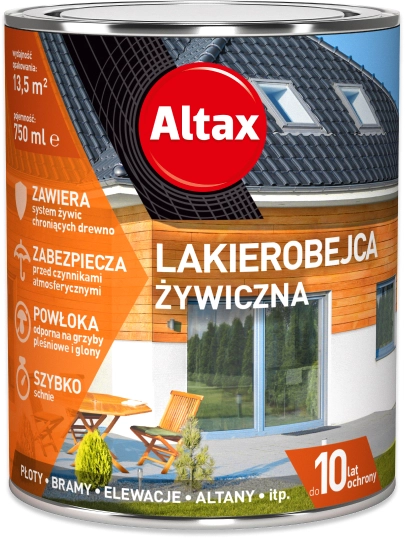 wydajność
opakowania:
13,5 m²
pojemność:
750 ml e
Altax
ZAWIERA
system żywic
chroniących drewno
ZABEZPIECZA
przed czynnikami
atmosferycznymi
POWŁOKA
odporna na grzyby
pleśniowe i glony
SZYBKO
schnie
LAKIEROBEJCA
ŻYWICZNA
PŁOTY • BRAMY • ELEWACJE • ALTANY • itp.
do 10 lat
ochrony